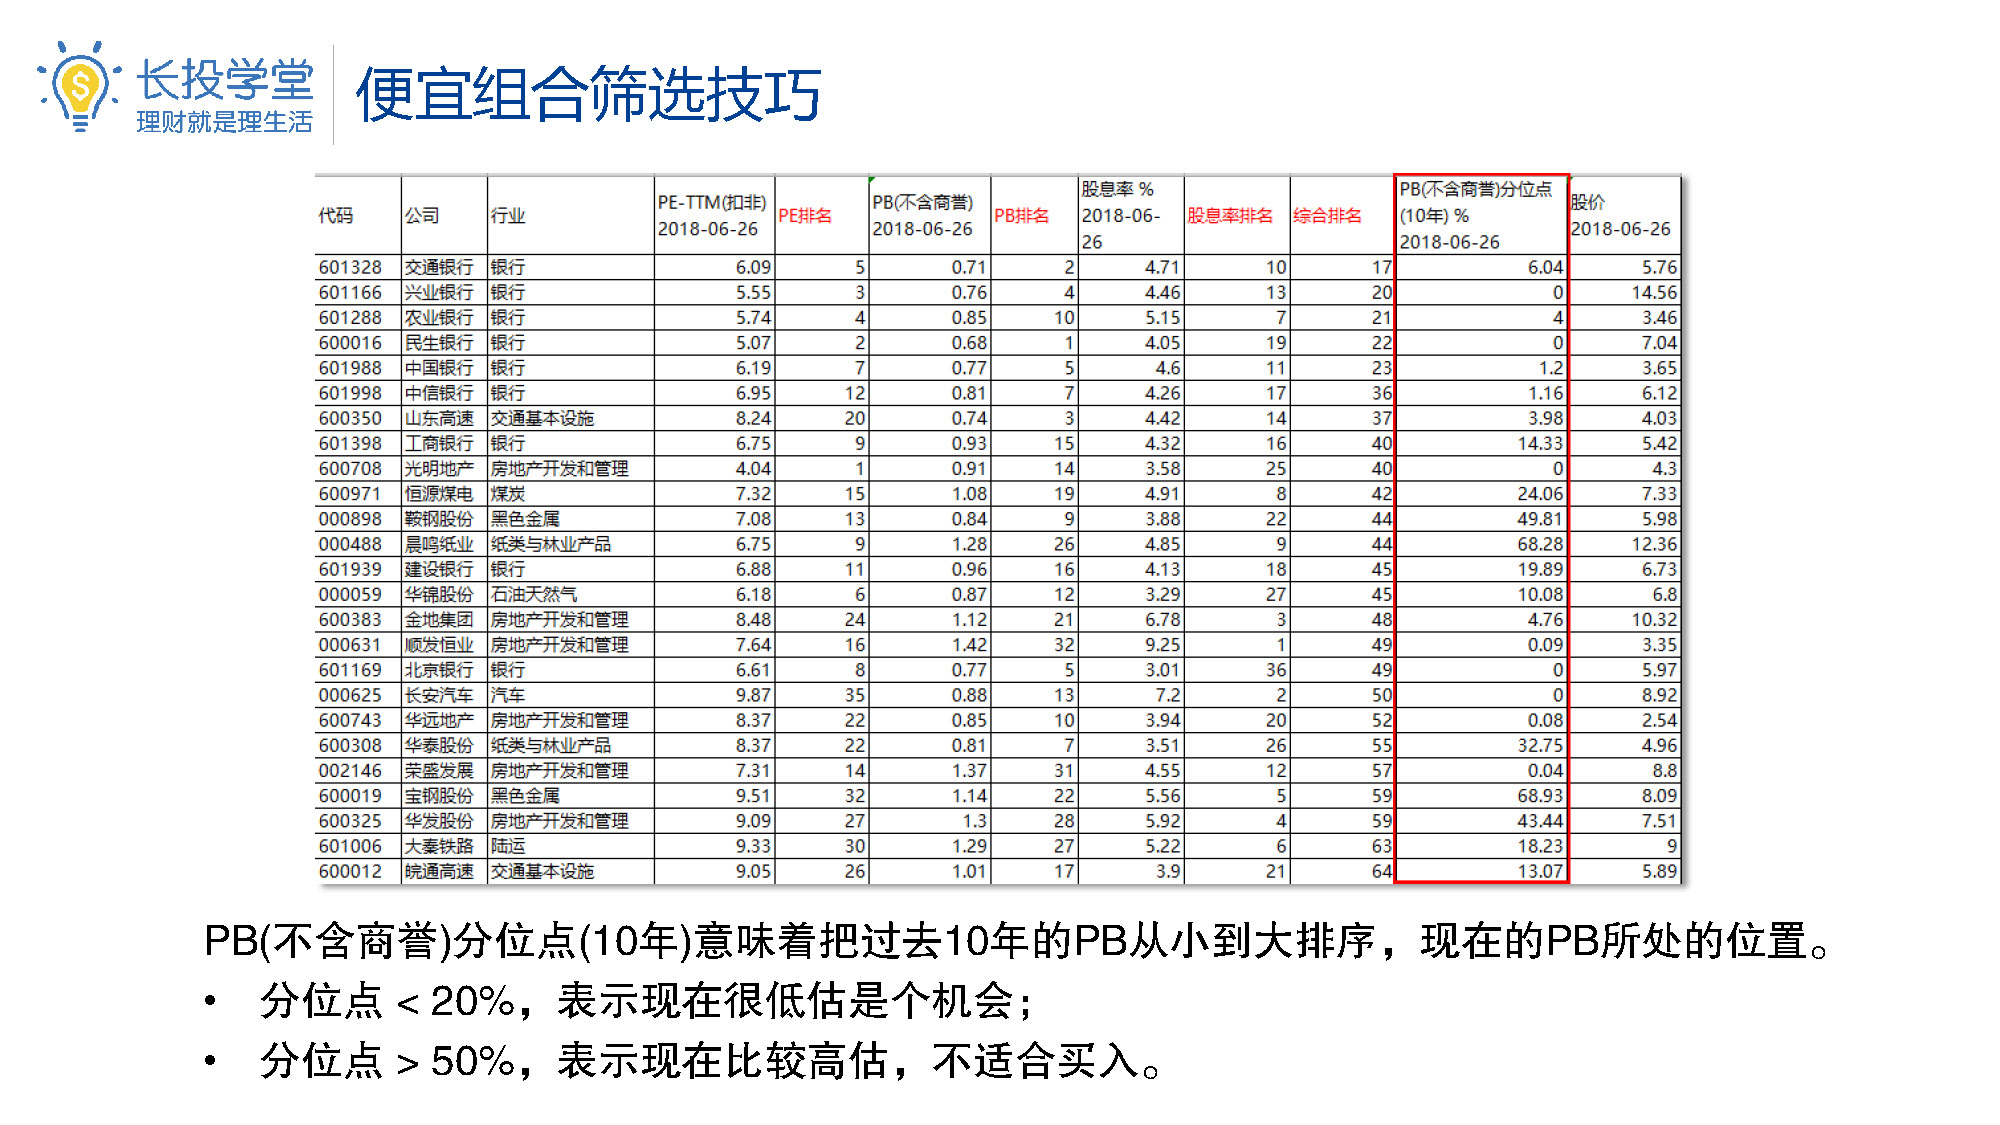 长投学堂
理财就是理生活
便宜组合筛选技巧
代码 公司 行业 PE-TTM(扣非) 2018-06-26 PE排名 PB(不含商誉) 2018-06-26 PB排名 股息率 % 2018-06-26 股息率排名 综合排名 PB(不含商誉)分位点(10年) % 2018-06-26 股价 2018-06-26
601328 交通银行 银行 6.09 5 0.71 2 4.71 10 17 6.04 5.76
601166 兴业银行 银行 5.55 3 0.76 4 4.46 13 20 0 14.56
601288 农业银行 银行 5.74 4 0.85 10 5.15 7 21 4 3.46
600016 民生银行 银行 5.07 2 0.68 1 4.05 19 22 0 7.04
601988 中国银行 银行 6.19 7 0.77 5 4.6 11 23 1.2 3.65
601998 中信银行 银行 6.95 12 0.81 7 4.26 17 36 1.16 6.12
600350 山东高速 交通基本设施 8.24 20 0.74 3 4.42 14 37 3.98 4.03
601398 工商银行 银行 6.75 9 0.93 15 4.32 16 40 14.33 5.42
600708 光明地产 房地产开发和管理 4.04 1 0.91 14 3.58 25 40 0 4.3
600971 恒源煤电 煤炭 7.32 15 1.08 19 4.91 8 42 24.06 7.33
000898 鞍钢股份 黑色金属 7.08 13 0.84 9 3.88 22 44 49.81 5.98
000488 晨鸣纸业 纸类与林业产品 6.75 9 1.28 26 4.85 9 44 68.28 12.36
601939 建设银行 银行 6.88 11 0.96 16 4.13 18 45 19.89 6.73
000059 华锦股份 石油天然气 6.18 6 0.87 12 3.29 27 45 10.08 6.8
600383 金地集团 房地产开发和管理 8.48 24 1.12 21 6.78 3 48 4.76 10.32
000631 顺发恒业 房地产开发和管理 7.64 16 1.42 32 9.25 1 49 0.09 3.35
601169 北京银行 银行 6.61 8 0.77 5 3.01 36 49 0 5.97
000625 长安汽车 汽车 9.87 35 0.88 13 7.2 2 50 0 8.92
600743 华远地产 房地产开发和管理 8.37 22 0.85 10 3.94 20 52 0.08 2.54
600308 华泰股份 纸类与林业产品 8.37 22 0.81 7 3.51 26 55 32.75 4.96
002146 荣盛发展 房地产开发和管理 7.31 14 1.37 31 4.55 12 57 0.04 8.8
600019 宝钢股份 黑色金属 9.51 32 1.14 22 5.56 5 59 68.93 8.09
600325 华发股份 房地产开发和管理 9.09 27 1.3 28 5.92 4 59 43.44 7.51
601006 大秦铁路 陆运 9.33 30 1.29 27 5.22 6 63 18.23 9
600012 皖通高速 交通基本设施 9.05 26 1.01 17 3.9 21 64 13.07 5.89
PB(不含商誉)分位点(10年)意味着把过去10年的PB从小到大排序，现在的PB所处的位置。
• 分位点 < 20%，表示现在很低估是个机会；
• 分位点 > 50%，表示现在比较高估，不适合买入。